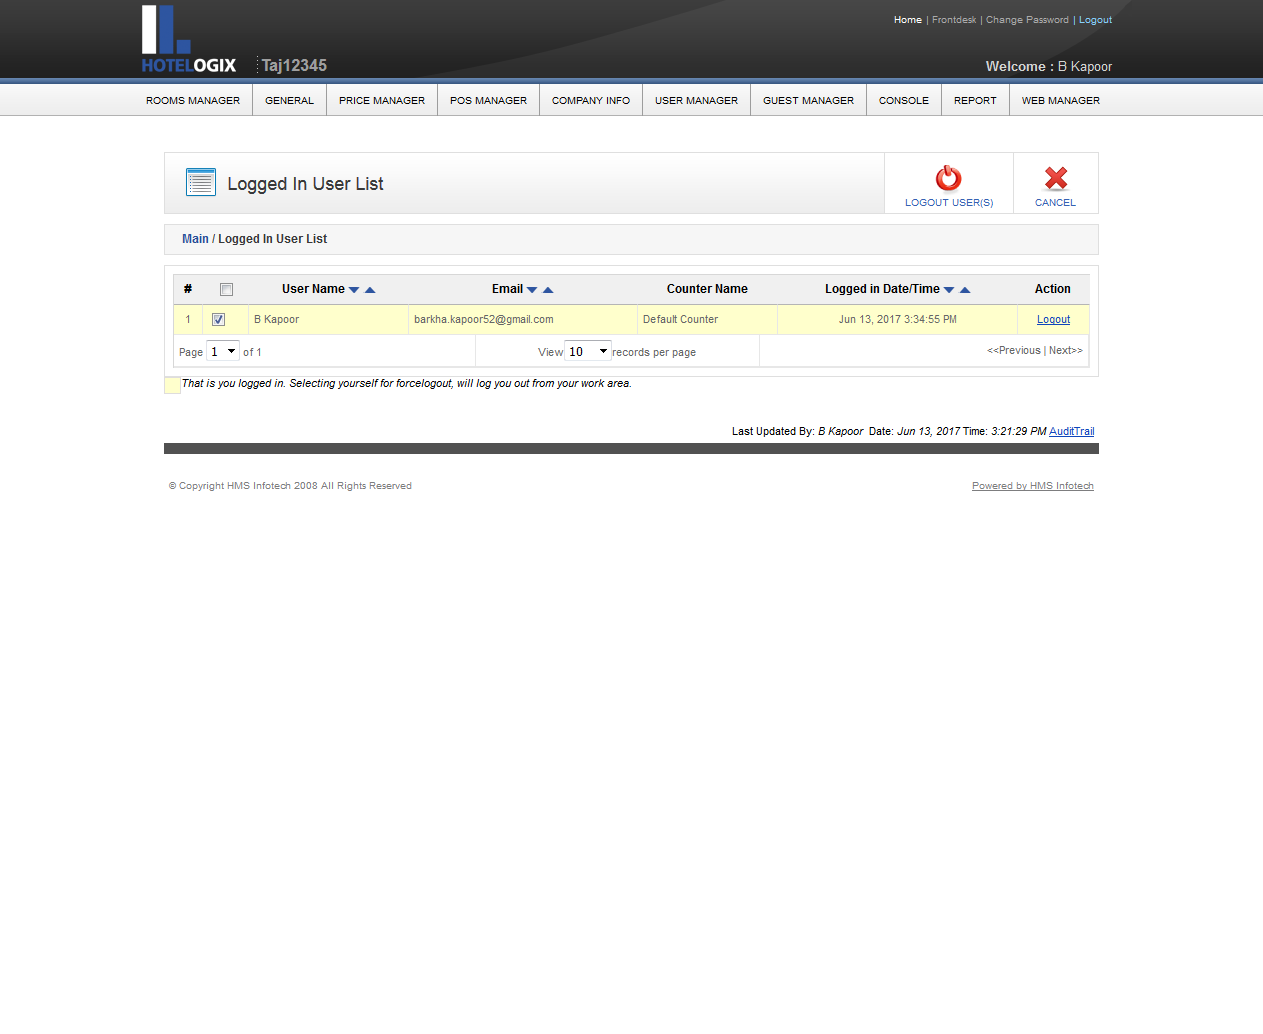 Home | Frontdesk | Change Password | Logout
HOTELOGIX Taj12345
Welcome : B Kapoor
ROOMS MANAGER GENERAL PRICE MANAGER POS MANAGER COMPANY INFO USER MANAGER GUEST MANAGER CONSOLE REPORT WEB MANAGER
Logged In User List
LOGOUT USER(S) CANCEL
Main / Logged In User List
# User Name Email Counter Name Logged in Date/Time Action
1 B Kapoor barkha.kapoor52@gmail.com Default Counter Jun 13, 2017 3:34:55 PM Logout
Page 1 of 1 View 10 records per page <<Previous | Next>>
That is you logged in. Selecting yourself for forcelogout, will log you out from your work area.
Last Updated By: B Kapoor Date: Jun 13, 2017 Time: 3:21:29 PM AuditTrail
© Copyright HMS Infotech 2008 All Rights Reserved Powered by HMS Infotech